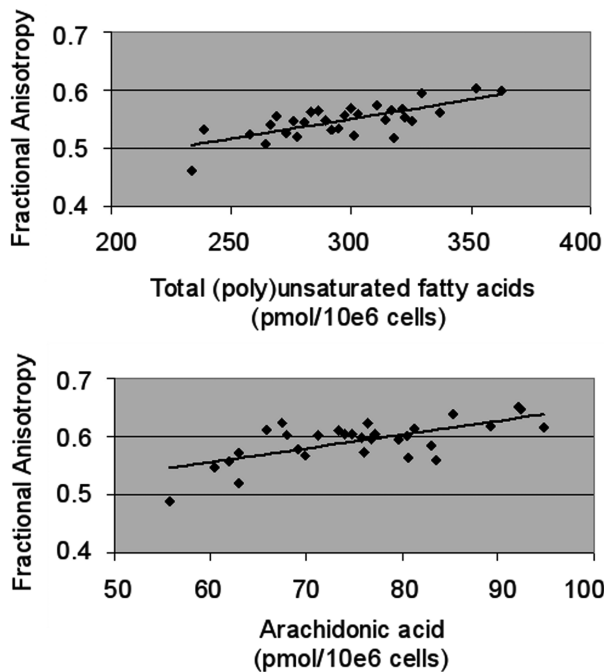 Fractional Anisotropy
0.7
0.6
0.5
0.4
200 250 300 350 400
Total (poly)unsaturated fatty acids
(pmol/10e6 cells)
Fractional Anisotropy
0.7
0.6
0.5
0.4
50 60 70 80 90 100
Arachidonic acid
(pmol/10e6 cells)